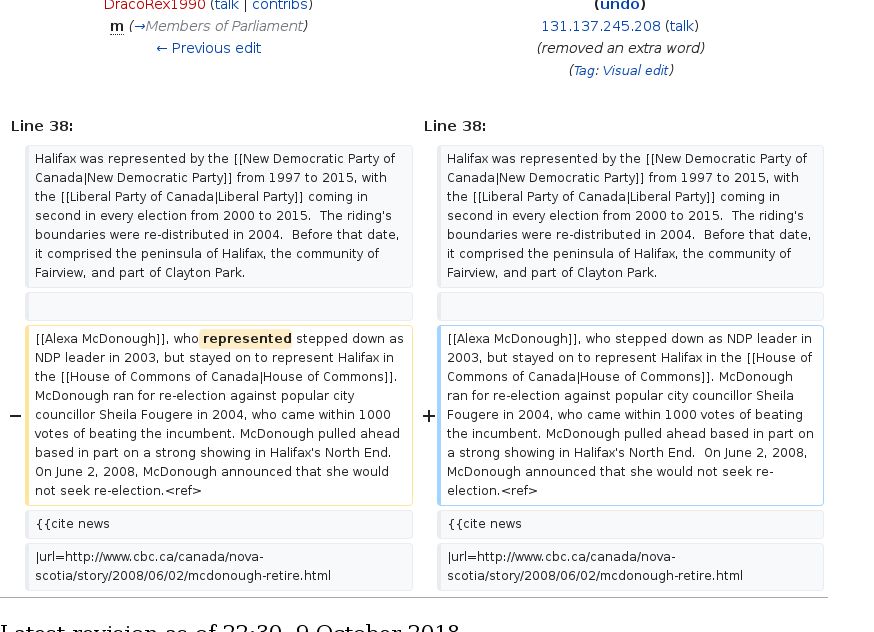 DracoRex1990 (talk | contribs)
m (→Members of Parliament)
← Previous edit
(undo)
131.137.245.208 (talk)
(removed an extra word)
(Tag: Visual edit)
Line 38:
Halifax was represented by the [[New Democratic Party of
Canada|New Democratic Party]] from 1997 to 2015, with
the [[Liberal Party of Canada|Liberal Party]] coming in
second in every election from 2000 to 2015.  The riding's
boundaries were re-distributed in 2004.  Before that date,
it comprised the peninsula of Halifax, the community of
Fairview, and part of Clayton Park.
− [[Alexa McDonough]], who represented stepped down as
NDP leader in 2003, but stayed on to represent Halifax in
the [[House of Commons of Canada|House of Commons]].
McDonough ran for re-election against popular city
councillor Sheila Fougere in 2004, who came within 1000
votes of beating the incumbent. McDonough pulled ahead
based in part on a strong showing in Halifax's North End.
On June 2, 2008, McDonough announced that she would
not seek re-election.<ref>
{{cite news
|url=http://www.cbc.ca/canada/nova-
scotia/story/2008/06/02/mcdonough-retire.html
Line 38:
Halifax was represented by the [[New Democratic Party of
Canada|New Democratic Party]] from 1997 to 2015, with
the [[Liberal Party of Canada|Liberal Party]] coming in
second in every election from 2000 to 2015.  The riding's
boundaries were re-distributed in 2004.  Before that date,
it comprised the peninsula of Halifax, the community of
Fairview, and part of Clayton Park.
+ [[Alexa McDonough]], who stepped down as NDP leader in
2003, but stayed on to represent Halifax in the [[House of
Commons of Canada|House of Commons]]. McDonough
ran for re-election against popular city councillor Sheila
Fougere in 2004, who came within 1000 votes of beating
the incumbent. McDonough pulled ahead based in part on
a strong showing in Halifax's North End.  On June 2, 2008,
McDonough announced that she would not seek re-
election.<ref>
{{cite news
|url=http://www.cbc.ca/canada/nova-
scotia/story/2008/06/02/mcdonough-retire.html
Latest revision as of 22:30, 9 October 2018